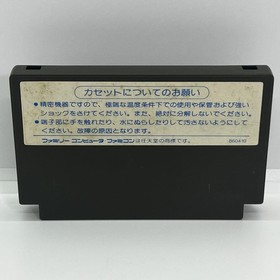 カセットについてのお願い
●精密機器ですので、極端な温度条件下での使用や保管および強い
ショックをさけてください。また、絶対に分解しないでください。
●端子部に手を触れたり、水にぬらしたりして汚さないようにして
ください。故障の原因となります。
ファミリーコンピュータ ファミコンは任天堂の商標です。